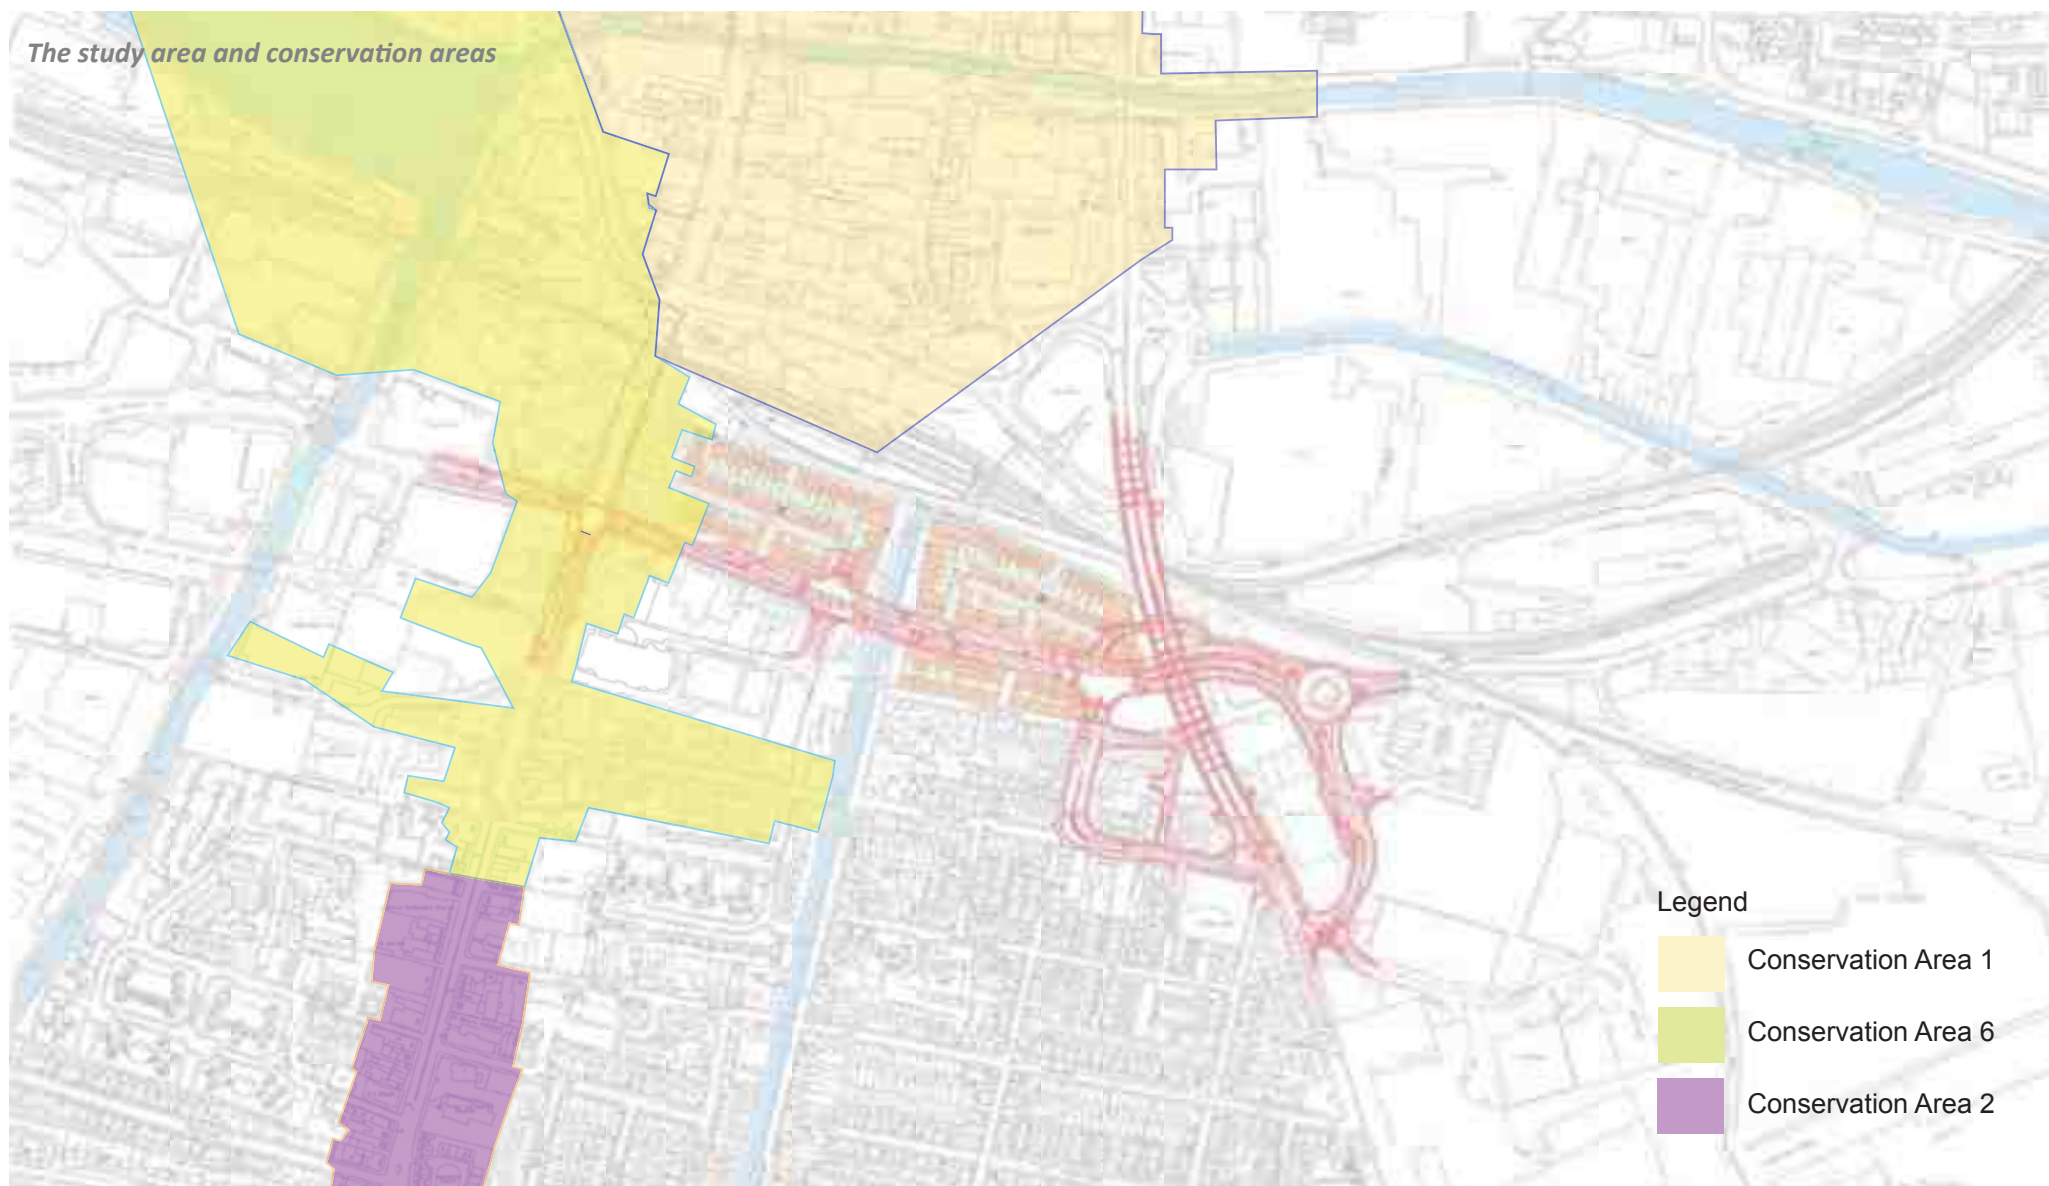 The study area and conservation areas
Legend
Conservation Area 1
Conservation Area 6
Conservation Area 2